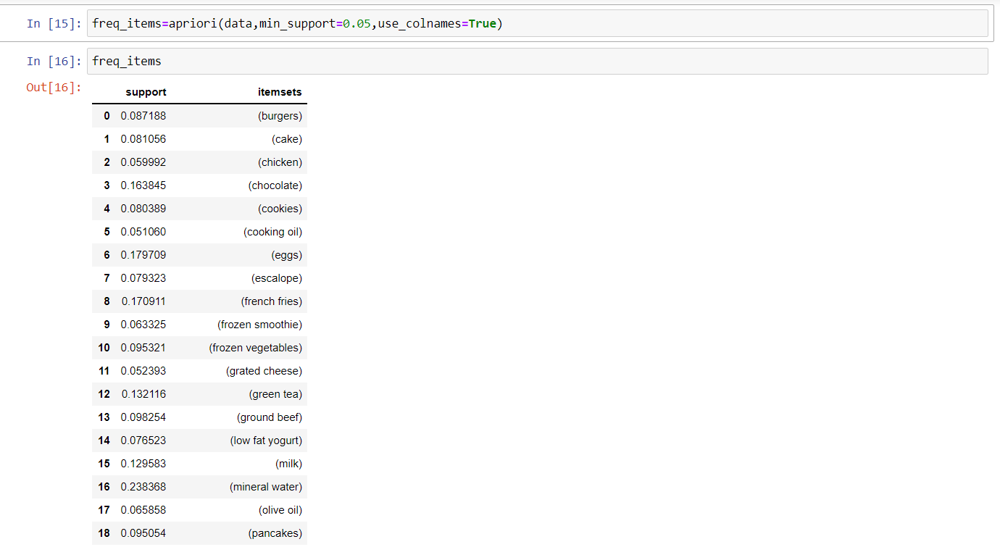 In [15]: freq_items=apriori(data,min_support=0.05,use_colnames=True)
In [16]: freq_items
Out[16]:
support itemsets
0 0.087188 (burgers)
1 0.081056 (cake)
2 0.059992 (chicken)
3 0.163845 (chocolate)
4 0.080389 (cookies)
5 0.051060 (cooking oil)
6 0.179709 (eggs)
7 0.079323 (escalope)
8 0.170911 (french fries)
9 0.063325 (frozen smoothie)
10 0.095321 (frozen vegetables)
11 0.052393 (grated cheese)
12 0.132116 (green tea)
13 0.098254 (ground beef)
14 0.076523 (low fat yogurt)
15 0.129583 (milk)
16 0.238368 (mineral water)
17 0.065858 (olive oil)
18 0.095054 (pancakes)